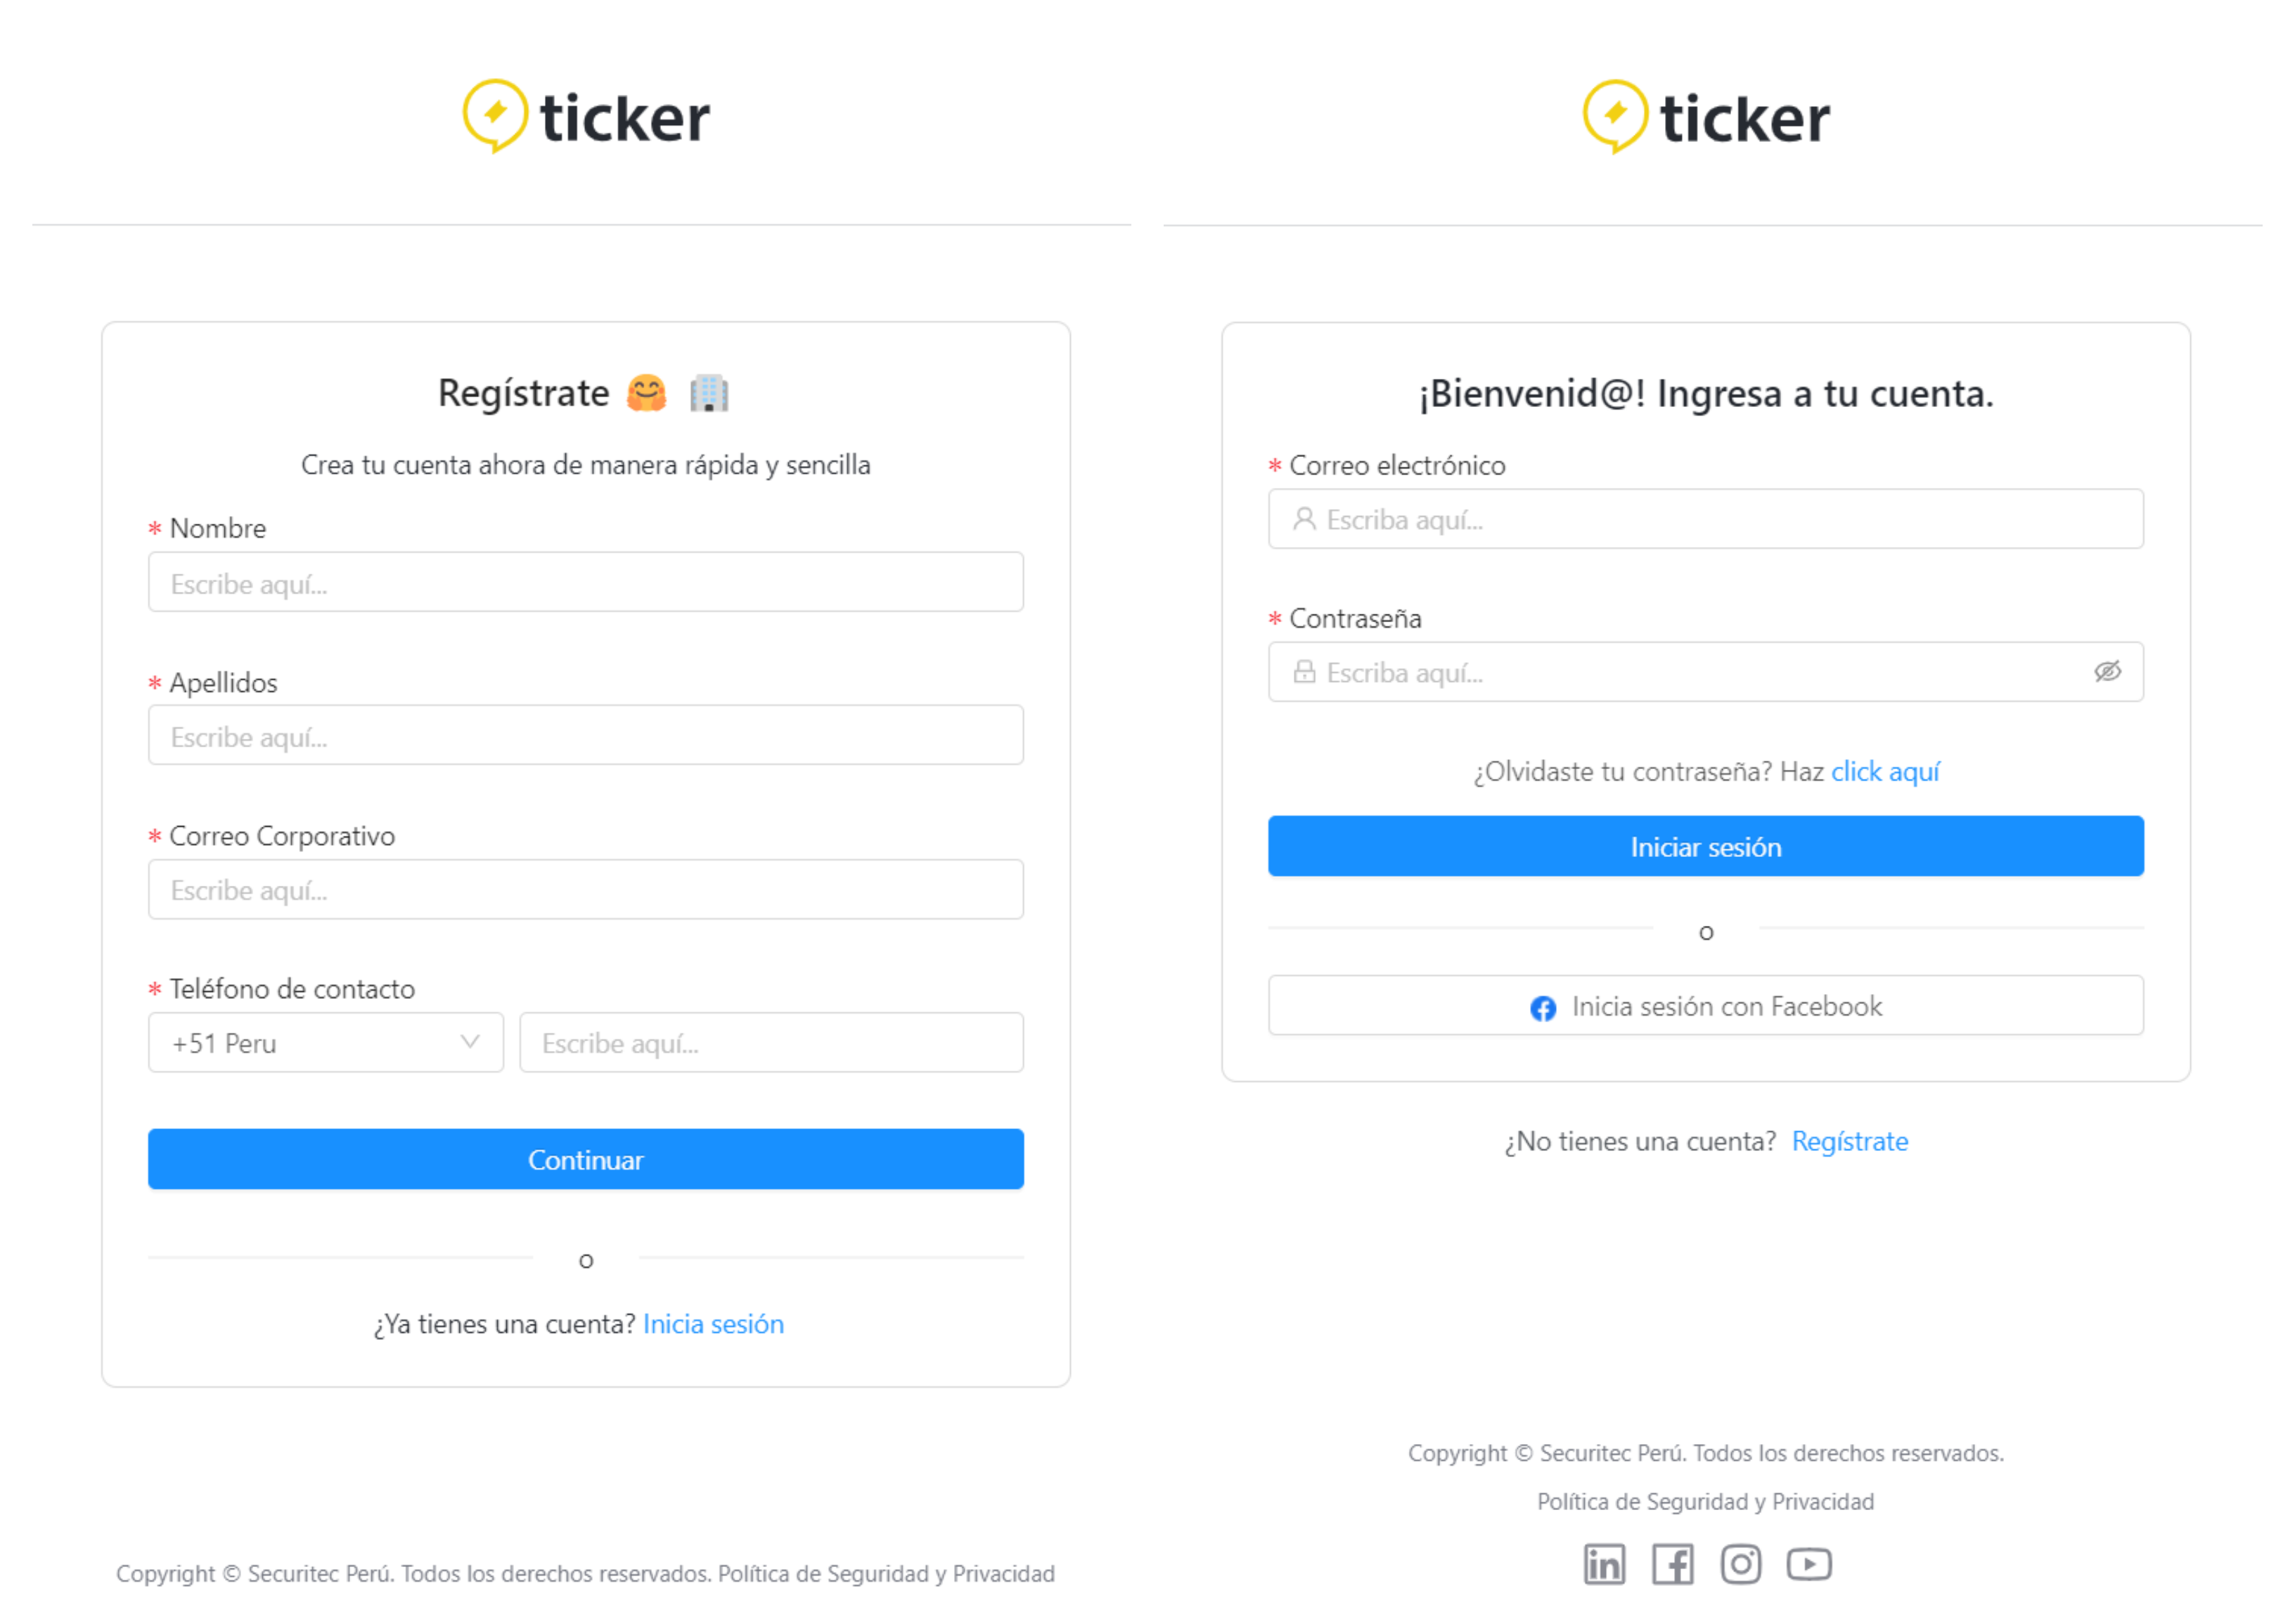 ticker
Regístrate
Crea tu cuenta ahora de manera rápida y sencilla
* Nombre
Escribe aquí...
* Apellidos
Escribe aquí...
* Correo Corporativo
Escribe aquí...
* Teléfono de contacto
+51 Peru Escribe aquí...
Continuar
o
¿Ya tienes una cuenta? Inicia sesión
Copyright © Securitec Perú. Todos los derechos reservados. Política de Seguridad y Privacidad
ticker
¡Bienvenid@! Ingresa a tu cuenta.
* Correo electrónico
Escriba aquí...
* Contraseña
Escriba aquí...
¿Olvidaste tu contraseña? Haz click aquí
Iniciar sesión
o
Inicia sesión con Facebook
¿No tienes una cuenta? Regístrate
Copyright © Securitec Perú. Todos los derechos reservados.
Política de Seguridad y Privacidad